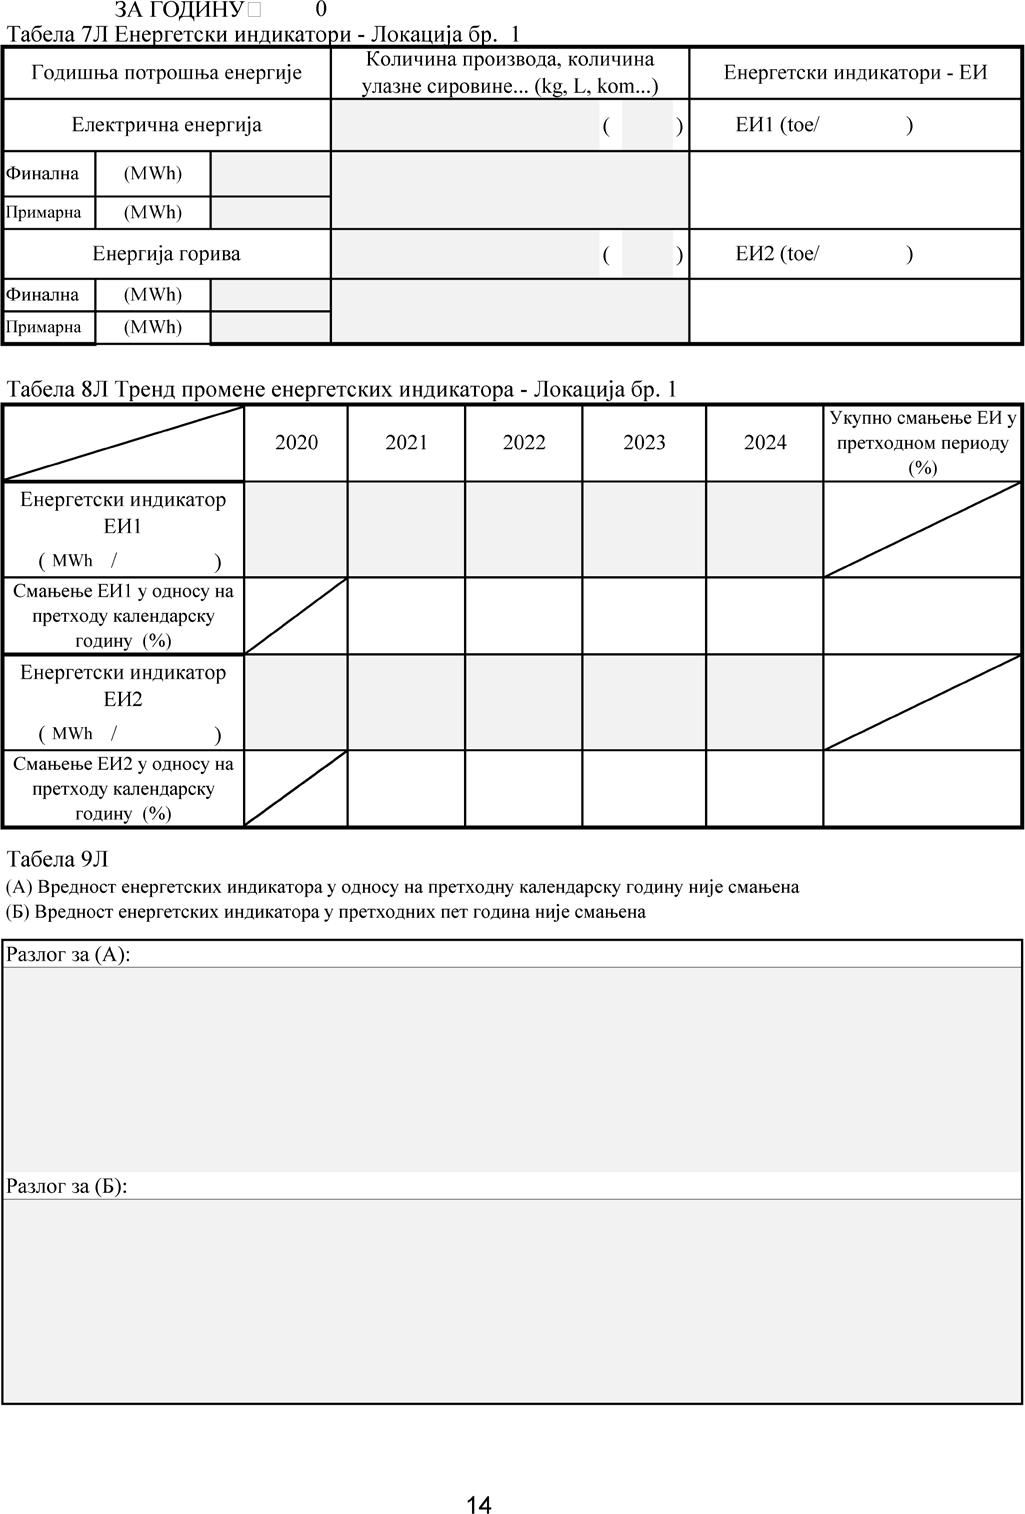 ЗА ГОДИНУ□ 0
Табела 7Л Енергетски индикатори - Локација бр. 1
Годишња потрошња енергије
Количина производа, количина
улазне сировине... (kg, L, kom...)
Енергетски индикатори - ЕИ
Електрична енергија
( )
ЕИ1 (toe/ )
Финална (MWh)
Примарна (MWh)
Енергија горива
( )
ЕИ2 (toe/ )
Финална (MWh)
Примарна (MWh)
Табела 8Л Тренд промене енергетских индикатора - Локација бр. 1
2020 2021 2022 2023 2024
Укупно смањење ЕИ у
претходном периоду
(%)
Енергетски индикатор
ЕИ1
( MWh / )
Смањење ЕИ1 у односу на
претходу календарску
годину (%)
Енергетски индикатор
ЕИ2
( MWh / )
Смањење ЕИ2 у односу на
претходу календарску
годину (%)
Табела 9Л
(А) Вредност енергетских индикатора у односу на претходну календарску годину није смањена
(Б) Вредност енергетских индикатора у претходних пет година није смањена
Разлог за (А):
Разлог за (Б):
14